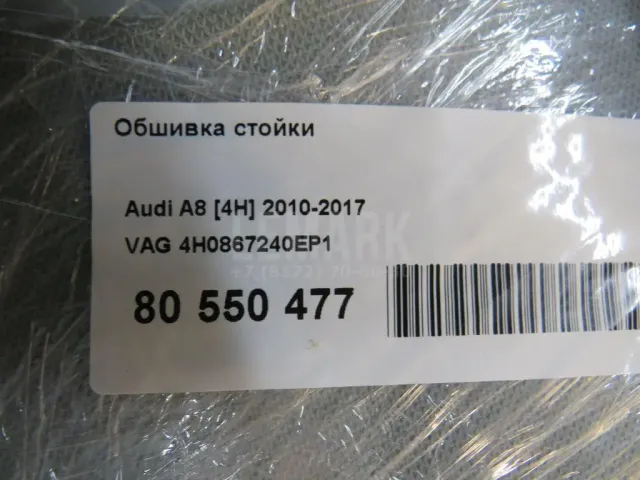 Обшивка стойки
Audi A8 [4H] 2010-2017
VAG 4H0867240EP1
80 550 477